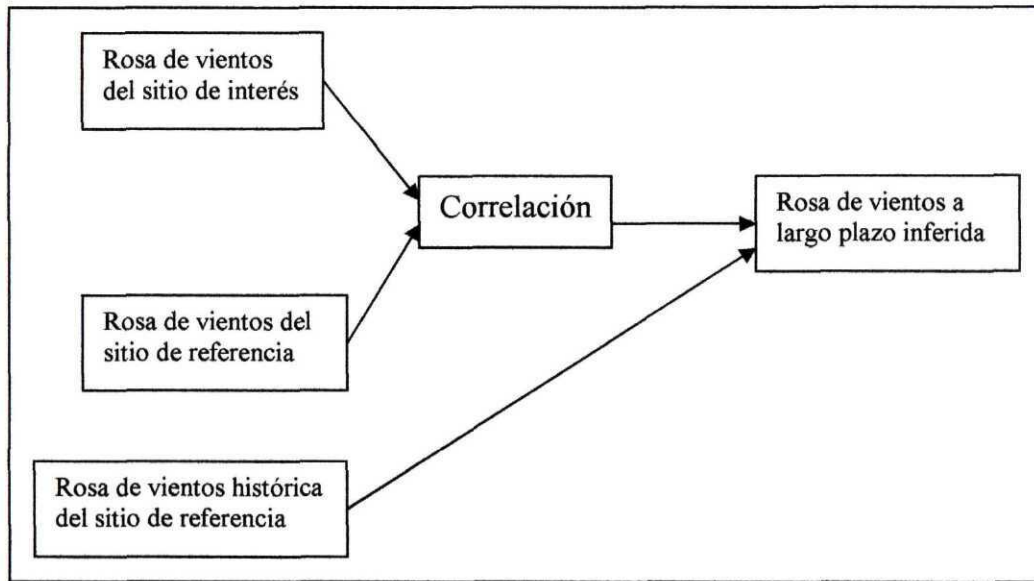 Rosa de vientos
del sitio de interés
Correlación
Rosa de vientos a
largo plazo inferida
Rosa de vientos del
sitio de referencia
Rosa de vientos histórica
del sitio de referencia